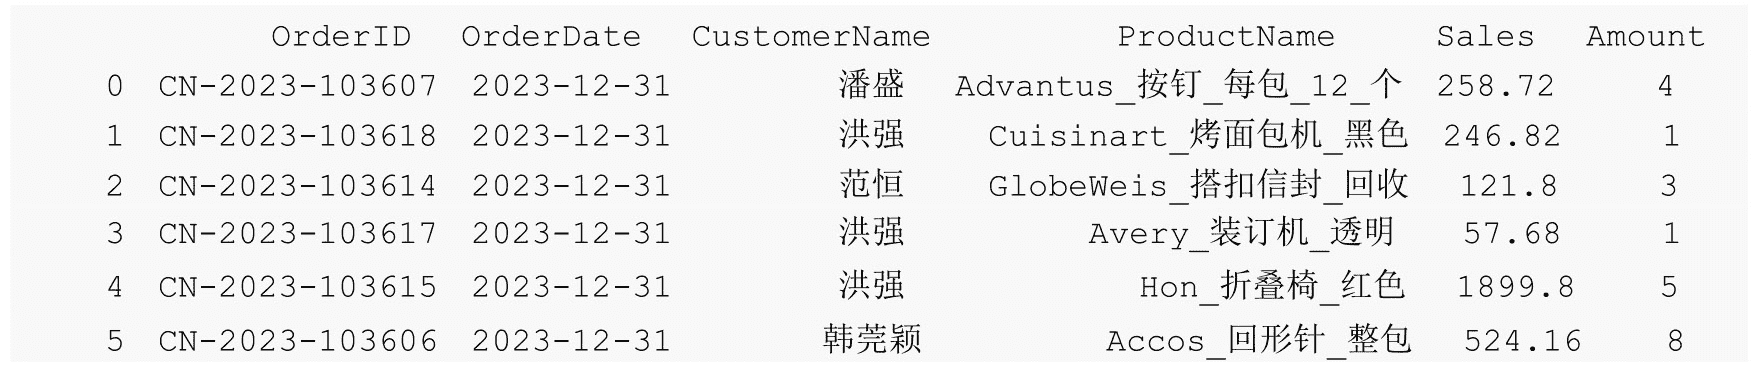 OrderID OrderDate CustomerName ProductName Sales Amount
0 CN-2023-103607 2023-12-31 潘盛 Advantus_按钉_每包_12_个 258.72 4
1 CN-2023-103618 2023-12-31 洪强 Cuisinart_烤面包机_黑色 246.82 1
2 CN-2023-103614 2023-12-31 范恒 GlobeWeis_搭扣信封_回收 121.8 3
3 CN-2023-103617 2023-12-31 洪强 Avery_装订机_透明 57.68 1
4 CN-2023-103615 2023-12-31 洪强 Hon_折叠椅_红色 1899.8 5
5 CN-2023-103606 2023-12-31 韩莞颖 Accos_回形针_整包 524.16 8